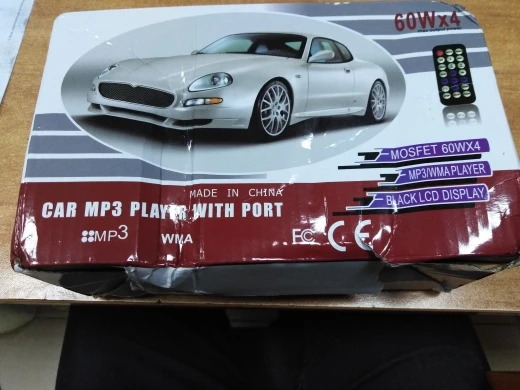 60Wx4
MOSFET 60WX4
MP3/WMA PLAYER
BLACK LCD DISPLAY
MADE IN CHINA
CAR MP3 PLAYER WITH PORT
MP3
WMA
FC CE